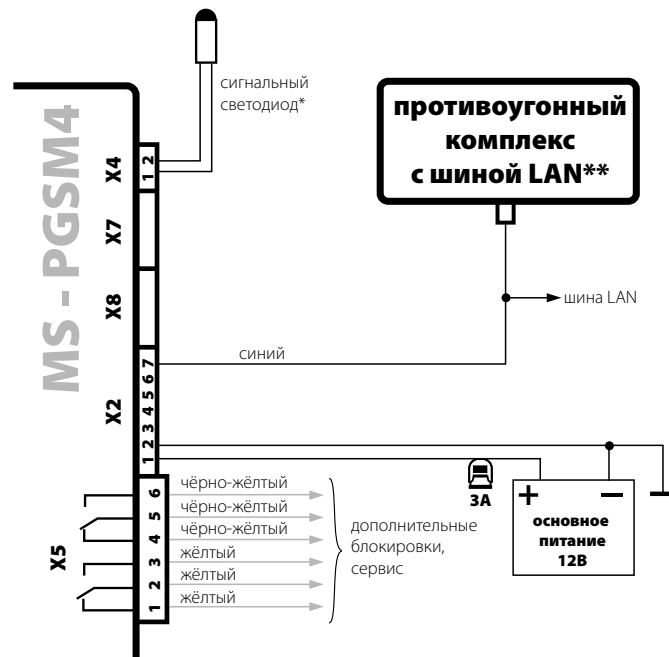 сигнальный
светодиод*
противоугонный
комплекс
с шиной LAN**
MS - PGSM4
X4
1 2
X7
X8
шина LAN
синий
X2
1 2 3 4 5 6 7
3А
+ −
основное
питание
12В
X5
1 2 3 4 5 6
чёрно-жёлтый
чёрно-жёлтый
чёрно-жёлтый
жёлтый
жёлтый
жёлтый
дополнительные
блокировки,
сервис